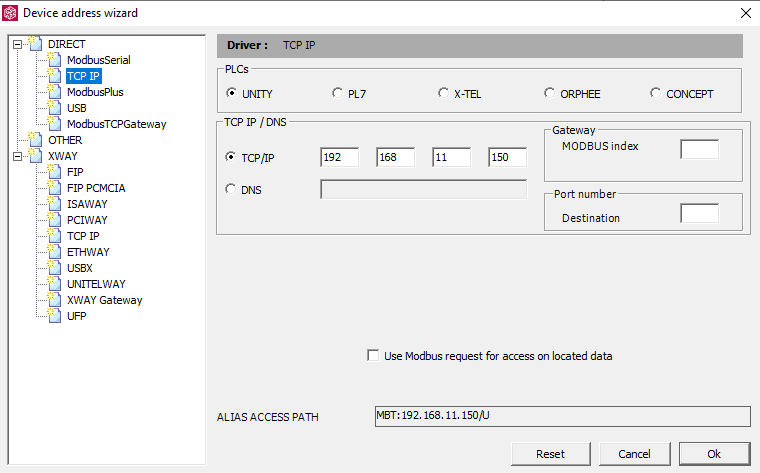 Device address wizard
DIRECT
ModbusSerial
TCP IP
ModbusPlus
USB
ModbusTCPGateway
OTHER
XWAY
FIP
FIP PCMCIA
ISAWAY
PCIWAY
TCP IP
ETHWAY
USBX
UNITELWAY
XWAY Gateway
UFP
Driver : TCP IP
PLCs
UNITY PL7 X-TEL ORPHEE CONCEPT
TCP IP / DNS
TCP/IP 192 168 11 150
DNS
Gateway
MODBUS index
Port number
Destination
Use Modbus request for access on located data
ALIAS ACCESS PATH MBT:192.168.11.150/U
Reset Cancel Ok